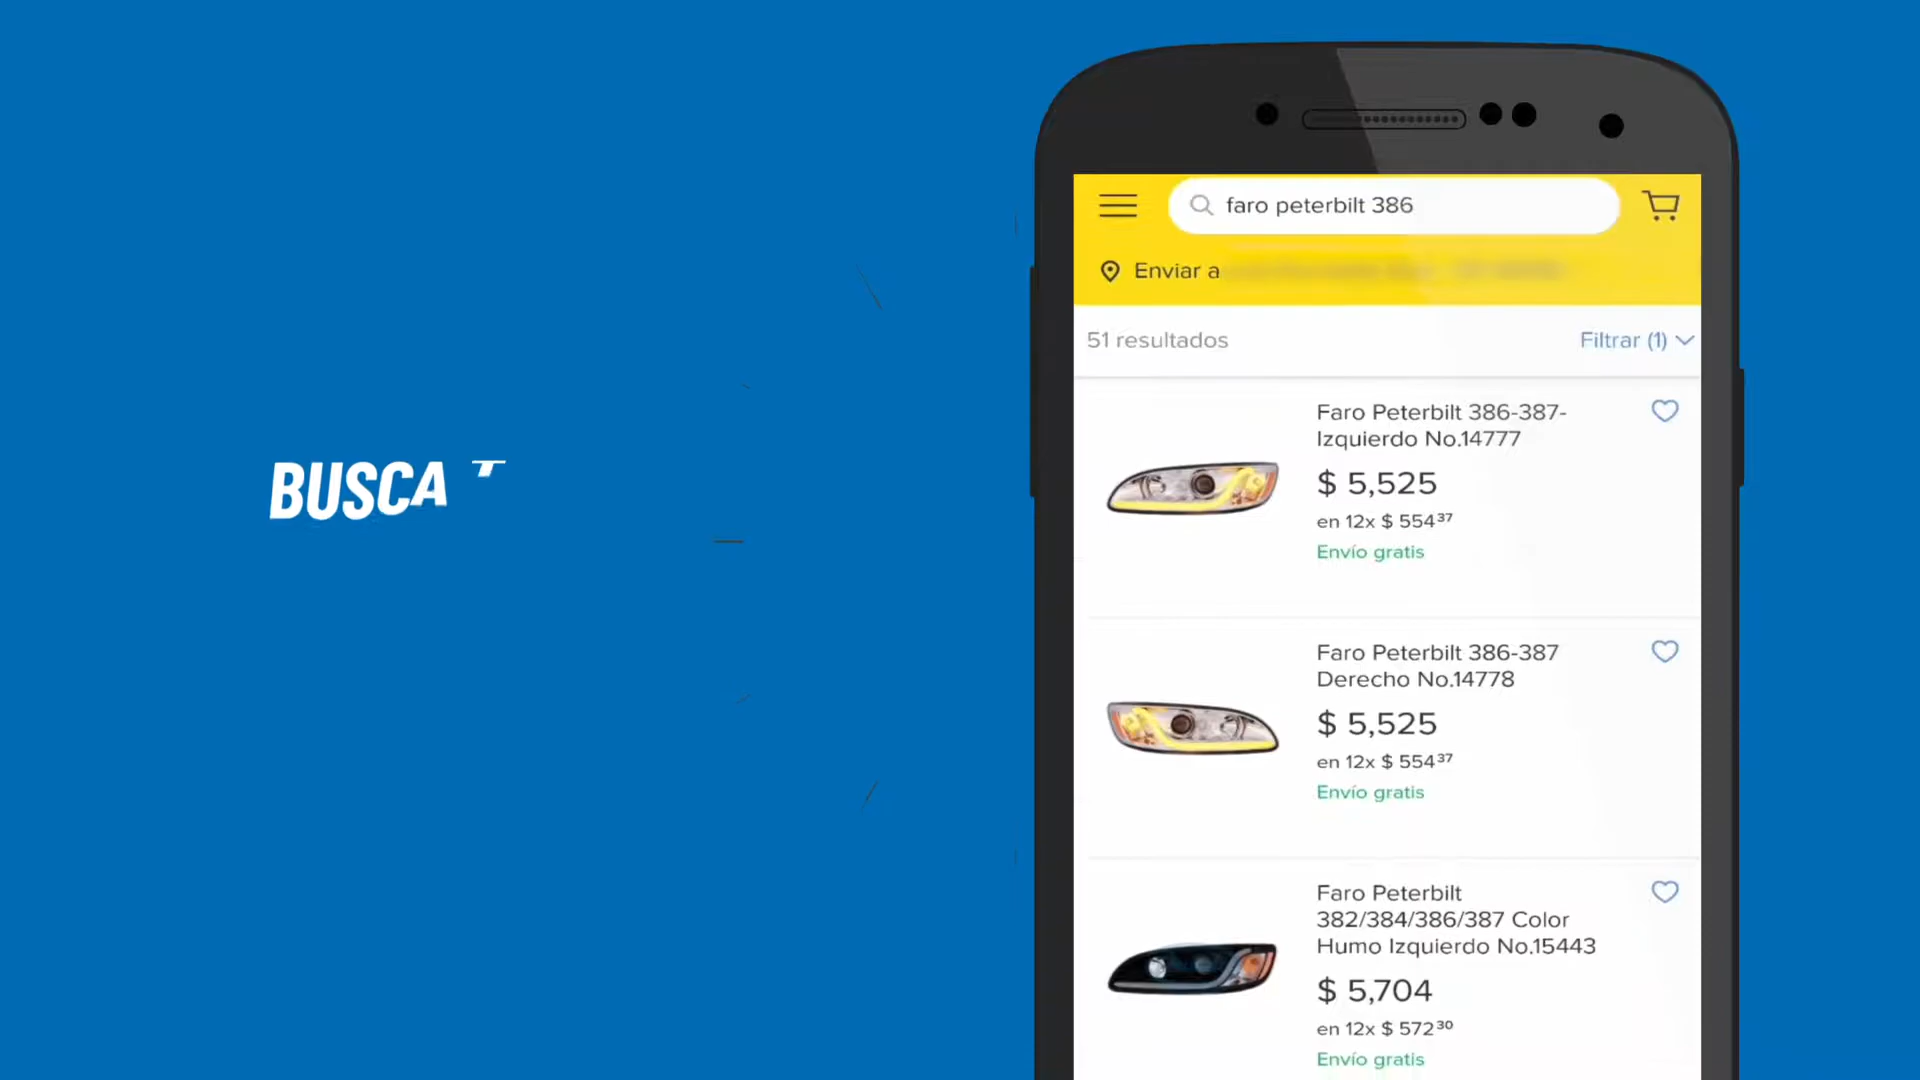 BUSCA T
faro peterbilt 386
Enviar a
51 resultados
Filtrar (1)
Faro Peterbilt 386-387-
Izquierdo No.14777
$ 5,525
en 12x $ 554³⁷
Envío gratis
Faro Peterbilt 386-387
Derecho No.14778
$ 5,525
en 12x $ 554³⁷
Envío gratis
Faro Peterbilt
382/384/386/387 Color
Humo Izquierdo No.15443
$ 5,704
en 12x $ 572³⁰
Envío gratis